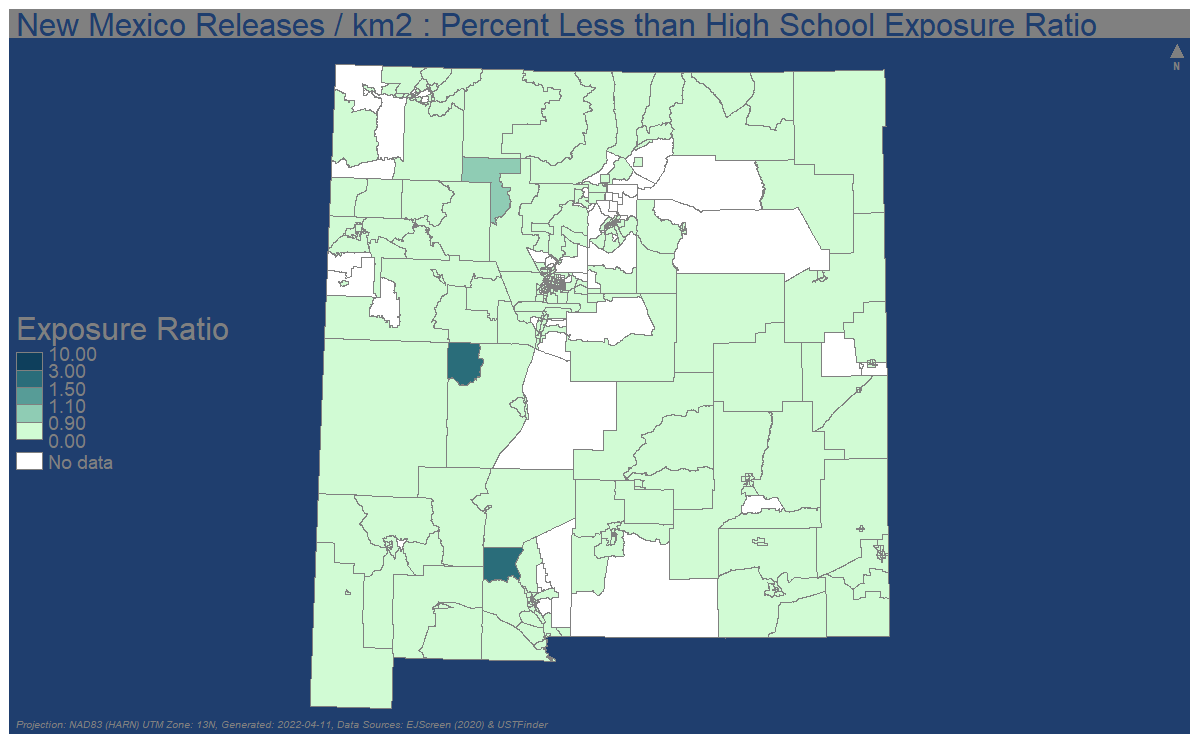 New Mexico Releases / km2 : Percent Less than High School Exposure Ratio
N
Exposure Ratio
10.00
3.00
1.50
1.10
0.90
0.00
No data
Projection: NAD83 (HARN) UTM Zone: 13N, Generated: 2022-04-11, Data Sources: EJScreen (2020) & USTFinder